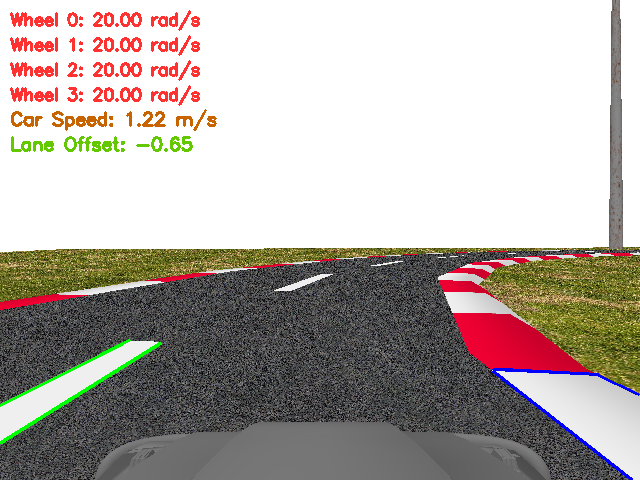 Wheel 0: 20.00 rad/s
Wheel 1: 20.00 rad/s
Wheel 2: 20.00 rad/s
Wheel 3: 20.00 rad/s
Car Speed: 1.22 m/s
Lane Offset: -0.65